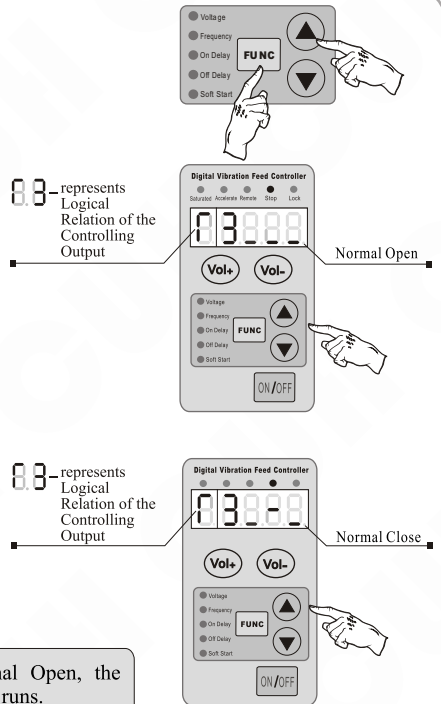 Voltage
Frequency
On Delay
Off Delay
Soft Start
FUNC
represents
Logical
Relation of the
Controlling
Output
Digital Vibration Feed Controller
Saturated Accelerate Remote Stop Lock
Γ3_ _ _
Normal Open
Vol+ Vol-
Voltage
Frequency
On Delay
Off Delay
Soft Start
FUNC
ON/OFF
represents
Logical
Relation of the
Controlling
Output
Digital Vibration Feed Controller
Γ3_ - _
Normal Close
Vol+ Vol-
Voltage
Frequency
On Delay
Off Delay
Soft Start
FUNC
ON/OFF
Open, the
runs.